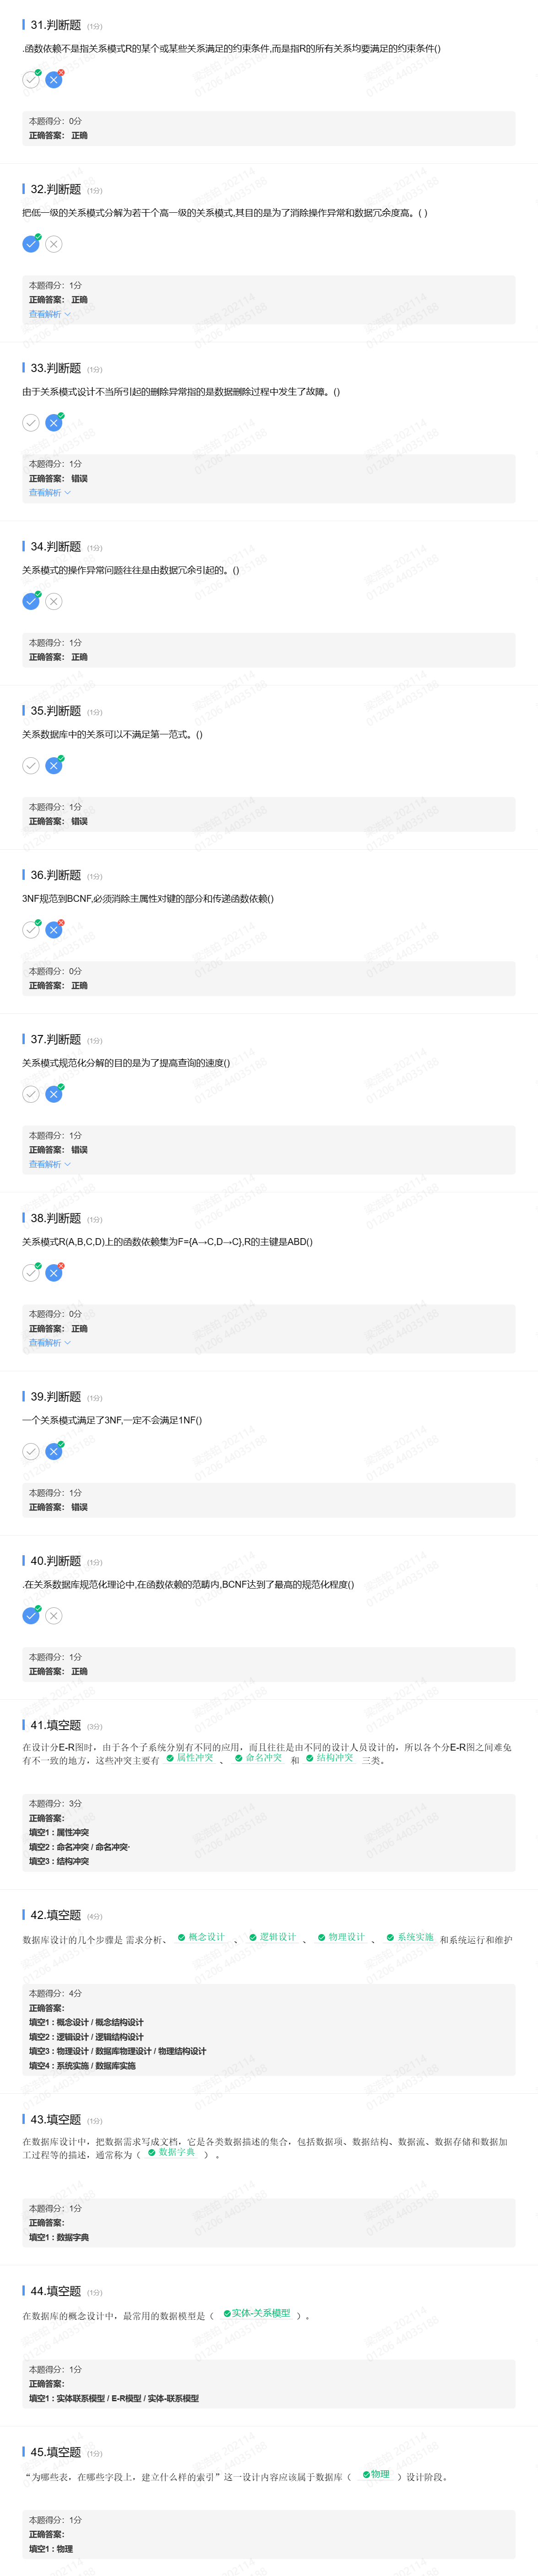 31.判断题 (1分)
.函数依赖不是指关系模式R的某个或某些关系满足的约束条件,而是指R的所有关系均要满足的约束条件()
本题得分：0分
正确答案： 正确
32.判断题 (1分)
把低一级的关系模式分解为若干个高一级的关系模式,其目的是为了消除操作异常和数据冗余度高。( )
本题得分：1分
正确答案： 正确
查看解析
33.判断题 (1分)
由于关系模式设计不当所引起的删除异常指的是数据删除过程中发生了故障。()
本题得分：1分
正确答案： 错误
查看解析
34.判断题 (1分)
关系模式的操作异常问题往往是由数据冗余引起的。()
本题得分：1分
正确答案： 正确
35.判断题 (1分)
关系数据库中的关系可以不满足第一范式。()
本题得分：1分
正确答案： 错误
36.判断题 (1分)
3NF规范到BCNF,必须消除主属性对键的部分和传递函数依赖()
本题得分：0分
正确答案： 正确
37.判断题 (1分)
关系模式规范化分解的目的是为了提高查询的速度()
本题得分：1分
正确答案： 错误
查看解析
38.判断题 (1分)
关系模式R(A,B,C,D)上的函数依赖集为F={A→C,D→C},R的主键是ABD()
本题得分：0分
正确答案： 正确
查看解析
39.判断题 (1分)
一个关系模式满足了3NF,一定不会满足1NF()
本题得分：1分
正确答案： 错误
40.判断题 (1分)
.在关系数据库规范化理论中,在函数依赖的范畴内,BCNF达到了最高的规范化程度()
本题得分：1分
正确答案： 正确
41.填空题 (3分)
在设计分E-R图时，由于各个子系统分别有不同的应用，而且往往是由不同的设计人员设计的，所以各个分E-R图之间难免
有不一致的地方，这些冲突主要有 属性冲突 、 命名冲突 和 结构冲突 三类。
本题得分：3分
正确答案：
填空1：属性冲突
填空2：命名冲突 / 命名冲突·
填空3：结构冲突
42.填空题 (4分)
数据库设计的几个步骤是 需求分析、 概念设计 、 逻辑设计 、 物理设计 、 系统实施 和系统运行和维护
本题得分：4分
正确答案：
填空1：概念设计 / 概念结构设计
填空2：逻辑设计 / 逻辑结构设计
填空3：物理设计 / 数据库物理设计 / 物理结构设计
填空4：系统实施 / 数据库实施
43.填空题 (1分)
在数据库设计中，把数据需求写成文档，它是各类数据描述的集合，包括数据项、数据结构、数据流、数据存储和数据加
工过程等的描述，通常称为（ 数据字典 ）。
本题得分：1分
正确答案：
填空1：数据字典
44.填空题 (1分)
在数据库的概念设计中，最常用的数据模型是（ 实体-关系模型 ）。
本题得分：1分
正确答案：
填空1：实体联系模型 / E-R模型 / 实体-联系模型
45.填空题 (1分)
“为哪些表，在哪些字段上，建立什么样的索引”这一设计内容应该属于数据库（ 物理 ）设计阶段。
本题得分：1分
正确答案：
填空1：物理